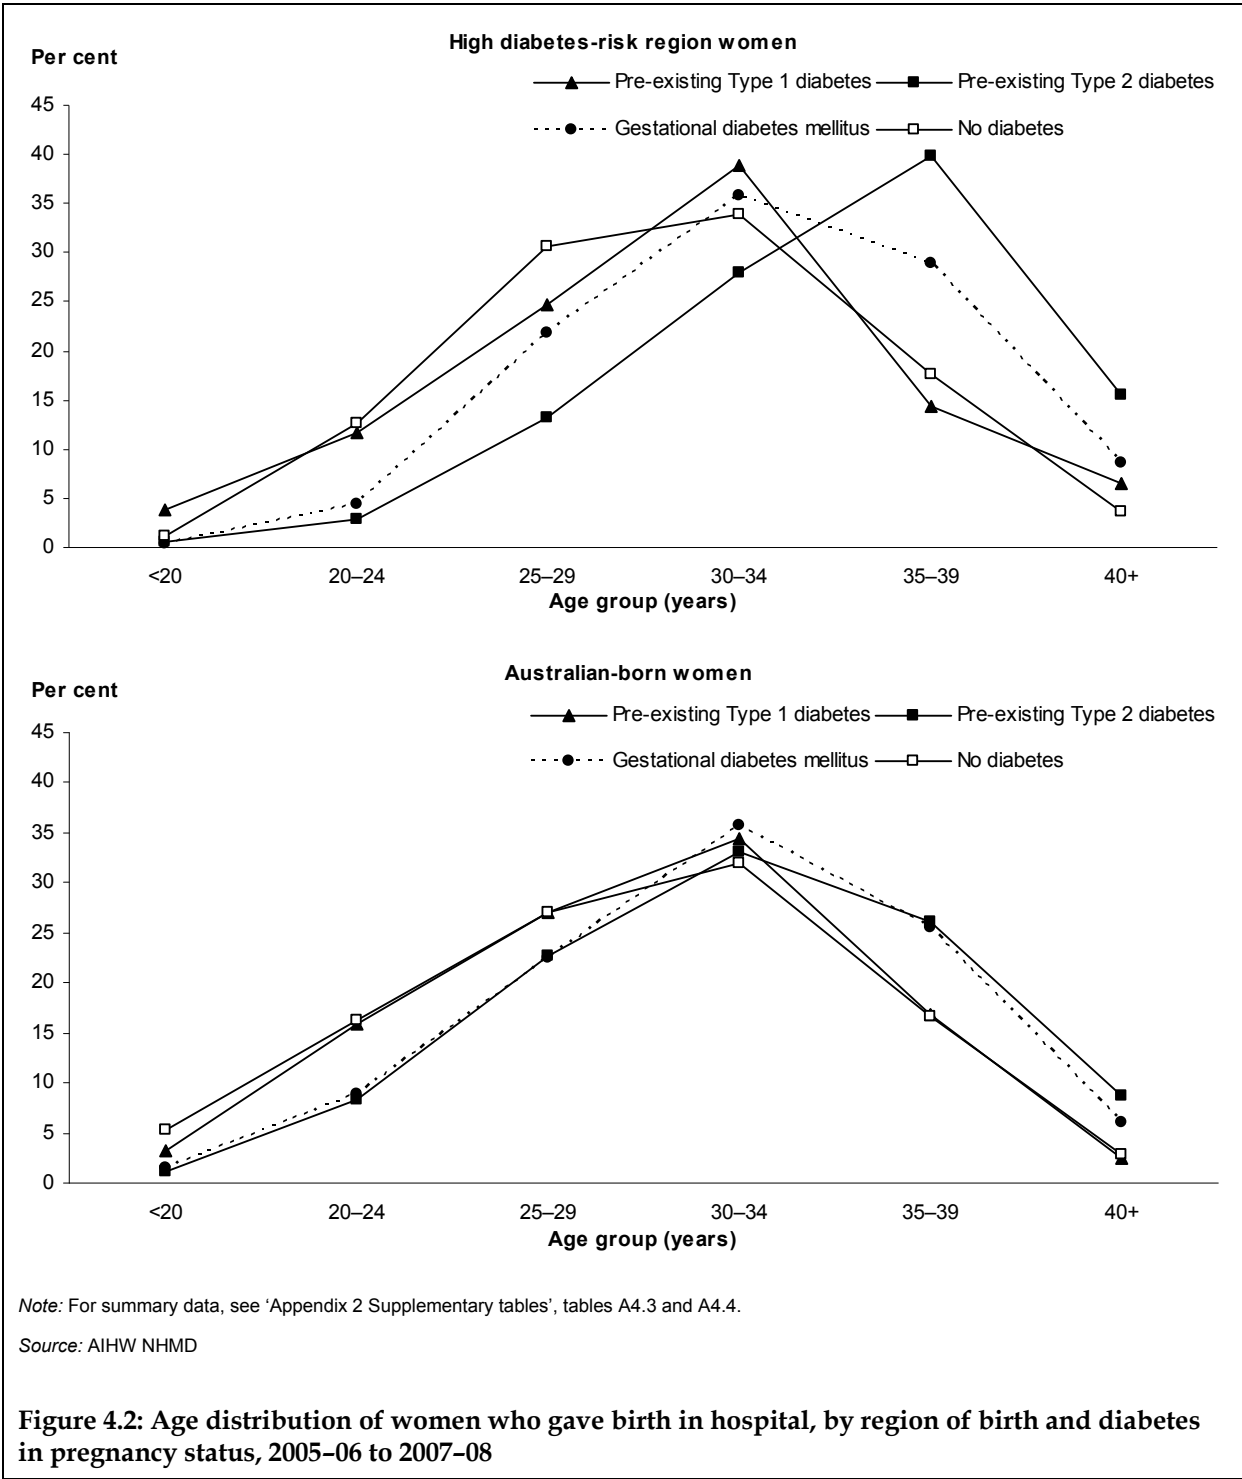 High diabetes-risk region women
Per cent
Pre-existing Type 1 diabetes Pre-existing Type 2 diabetes
Gestational diabetes mellitus No diabetes
45
40
35
30
25
20
15
10
5
0
<20 20–24 25–29 30–34 35–39 40+
Age group (years)
Australian-born women
Per cent
Pre-existing Type 1 diabetes Pre-existing Type 2 diabetes
Gestational diabetes mellitus No diabetes
45
40
35
30
25
20
15
10
5
0
<20 20–24 25–29 30–34 35–39 40+
Age group (years)
Note: For summary data, see ‘Appendix 2 Supplementary tables’, tables A4.3 and A4.4.
Source: AIHW NHMD
Figure 4.2: Age distribution of women who gave birth in hospital, by region of birth and diabetes
in pregnancy status, 2005–06 to 2007–08